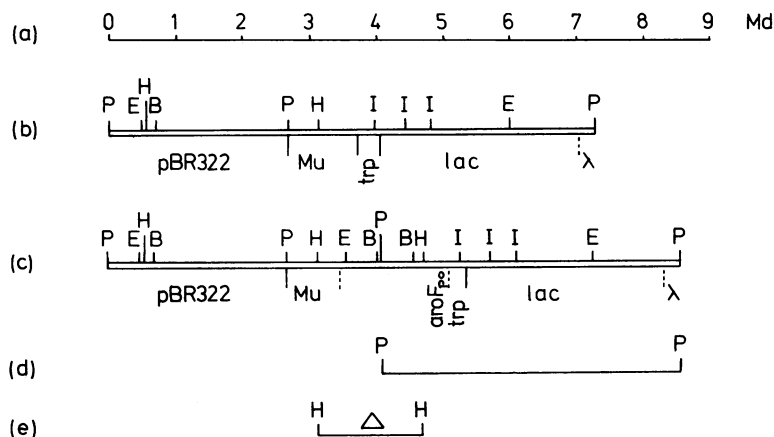 (a) 0 1 2 3 4 5 6 7 8 9 Md
H
(b) P E B P H I I I E P
pBR322 Mu trp lac λ
H P
(c) P E B P H E B B H I I I E P
pBR322 Mu aroFpo trp lac λ
(d) P P
(e) H △ H